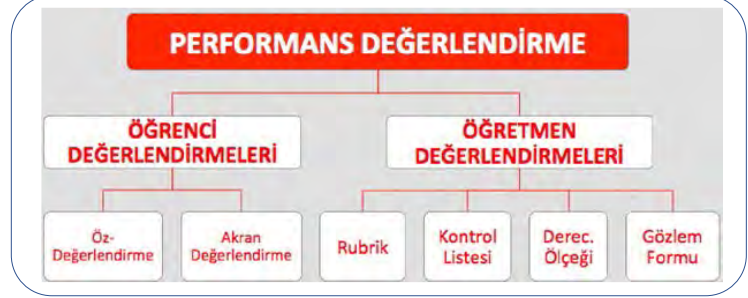 PERFORMANS DEĞERLENDİRME
ÖĞRENCİ
DEĞERLENDİRMELERİ
ÖĞRETMEN
DEĞERLENDİRMELERİ
Öz-
Değerlendirme
Akran
Değerlendirme
Rubrik
Kontrol
Listesi
Derec.
Ölçeği
Gözlem
Formu